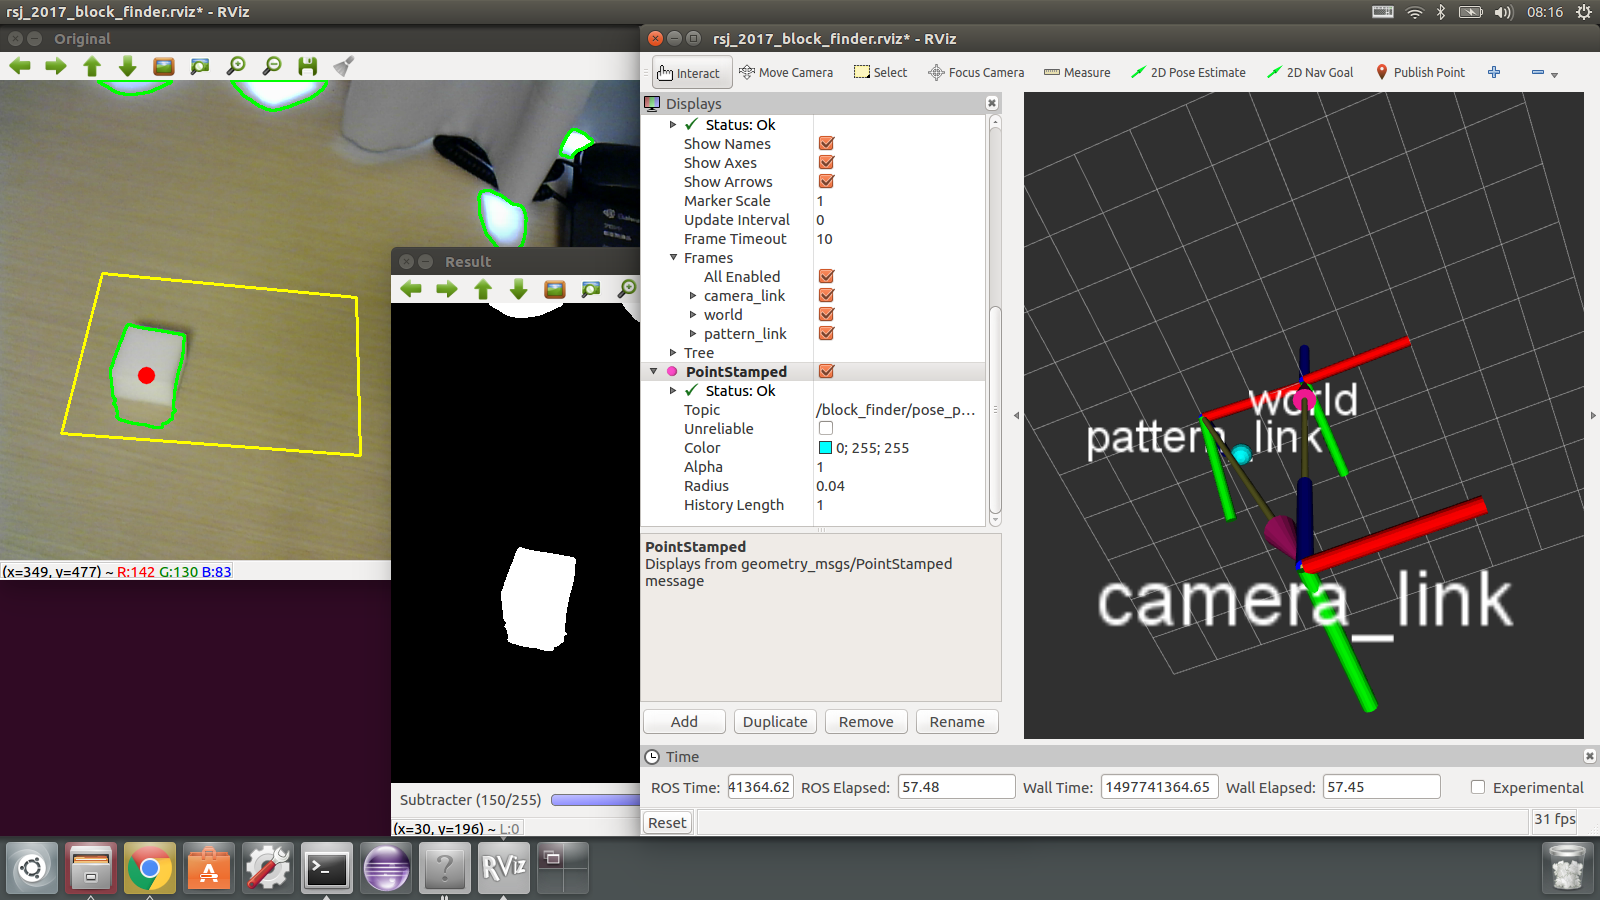 rsj_2017_block_finder.rviz* - RViz
08:16
Original
rsj_2017_block_finder.rviz* - RViz
Interact
Move Camera
Select
Focus Camera
Measure
2D Pose Estimate
2D Nav Goal
Publish Point
Displays
Status: Ok
Show Names
Show Axes
Show Arrows
Marker Scale 1
Update Interval 0
Frame Timeout 10
Frames
All Enabled
camera_link
world
pattern_link
Tree
PointStamped
Status: Ok
Topic /block_finder/pose_p...
Unreliable
Color 0; 255; 255
Alpha 1
Radius 0.04
History Length 1
PointStamped
Displays from geometry_msgs/PointStamped
message
Add
Duplicate
Remove
Rename
world
pattern_link
camera_link
Result
(x=349, y=477) ~ R:142 G:130 B:83
Subtracter (150/255)
(x=30, y=196) ~ L:0
Time
ROS Time: 41364.62 ROS Elapsed: 57.48 Wall Time: 1497741364.65 Wall Elapsed: 57.45 Experimental
Reset
31 fps
RViz